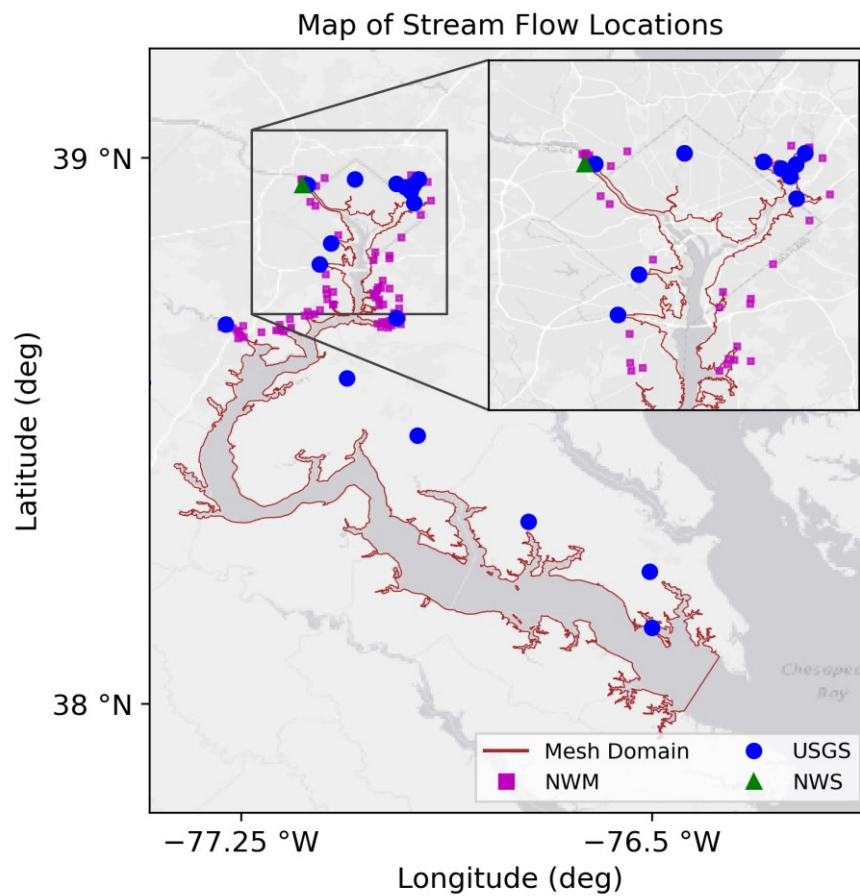 Map of Stream Flow Locations
39 °N
38 °N
Latitude (deg)
Chesapea
Bay
Mesh Domain
NWM
USGS
NWS
−77.25 °W
−76.5 °W
Longitude (deg)